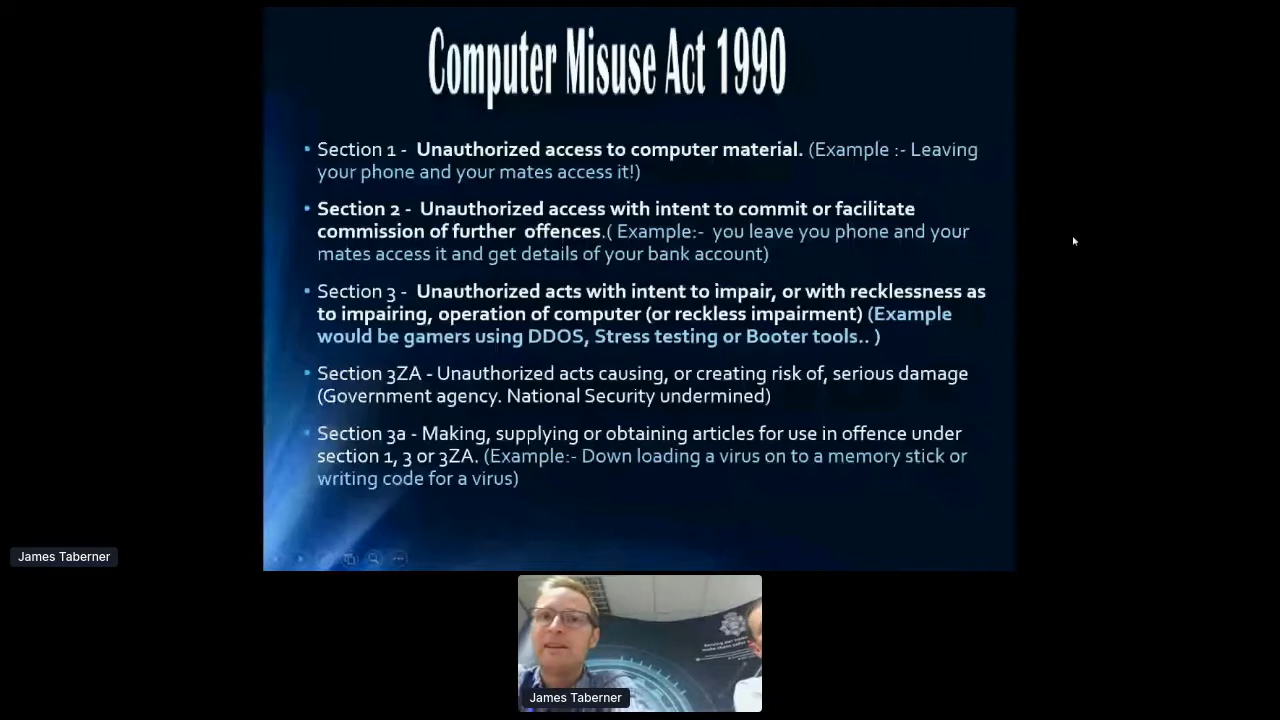 Computer Misuse Act 1990
• Section 1 - Unauthorized access to computer material. (Example :- Leaving
your phone and your mates access it!)
• Section 2 - Unauthorized access with intent to commit or facilitate
commission of further offences.( Example:- you leave you phone and your
mates access it and get details of your bank account)
• Section 3 - Unauthorized acts with intent to impair, or with recklessness as
to impairing, operation of computer (or reckless impairment) (Example
would be gamers using DDOS, Stress testing or Booter tools.. )
• Section 3ZA - Unauthorized acts causing, or creating risk of, serious damage
(Government agency. National Security undermined)
• Section 3a - Making, supplying or obtaining articles for use in offence under
section 1, 3 or 3ZA. (Example:- Down loading a virus on to a memory stick or
writing code for a virus)
James Taberner
James Taberner